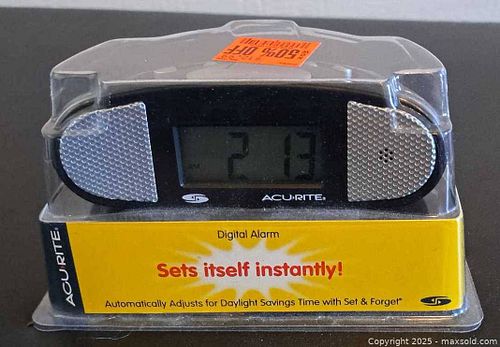 50% OFF
2 13
ACU·RITE®
ACU·RITE®
Digital Alarm
Sets itself instantly!
Automatically Adjusts for Daylight Savings Time with Set & Forget®
Copyright © 2025 - maxsold.com